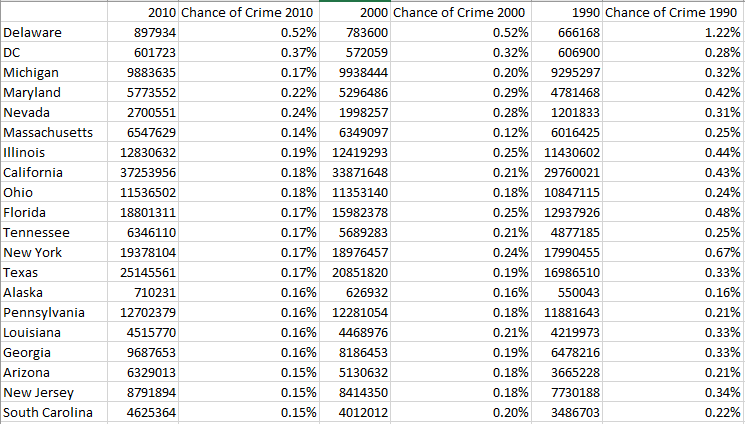 2010 Chance of Crime 2010 2000 Chance of Crime 2000 1990 Chance of Crime 1990
Delaware 897934 0.52% 783600 0.52% 666168 1.22%
DC 601723 0.37% 572059 0.32% 606900 0.28%
Michigan 9883635 0.17% 9938444 0.20% 9295297 0.32%
Maryland 5773552 0.22% 5296486 0.29% 4781468 0.42%
Nevada 2700551 0.24% 1998257 0.28% 1201833 0.31%
Massachusetts 6547629 0.14% 6349097 0.12% 6016425 0.25%
Illinois 12830632 0.19% 12419293 0.25% 11430602 0.44%
California 37253956 0.18% 33871648 0.21% 29760021 0.43%
Ohio 11536502 0.18% 11353140 0.18% 10847115 0.24%
Florida 18801311 0.17% 15982378 0.25% 12937926 0.48%
Tennessee 6346110 0.17% 5689283 0.21% 4877185 0.25%
New York 19378104 0.17% 18976457 0.24% 17990455 0.67%
Texas 25145561 0.17% 20851820 0.19% 16986510 0.33%
Alaska 710231 0.16% 626932 0.16% 550043 0.16%
Pennsylvania 12702379 0.16% 12281054 0.18% 11881643 0.21%
Louisiana 4515770 0.16% 4468976 0.21% 4219973 0.33%
Georgia 9687653 0.16% 8186453 0.19% 6478216 0.33%
Arizona 6329013 0.15% 5130632 0.18% 3665228 0.21%
New Jersey 8791894 0.15% 8414350 0.18% 7730188 0.34%
South Carolina 4625364 0.15% 4012012 0.20% 3486703 0.22%